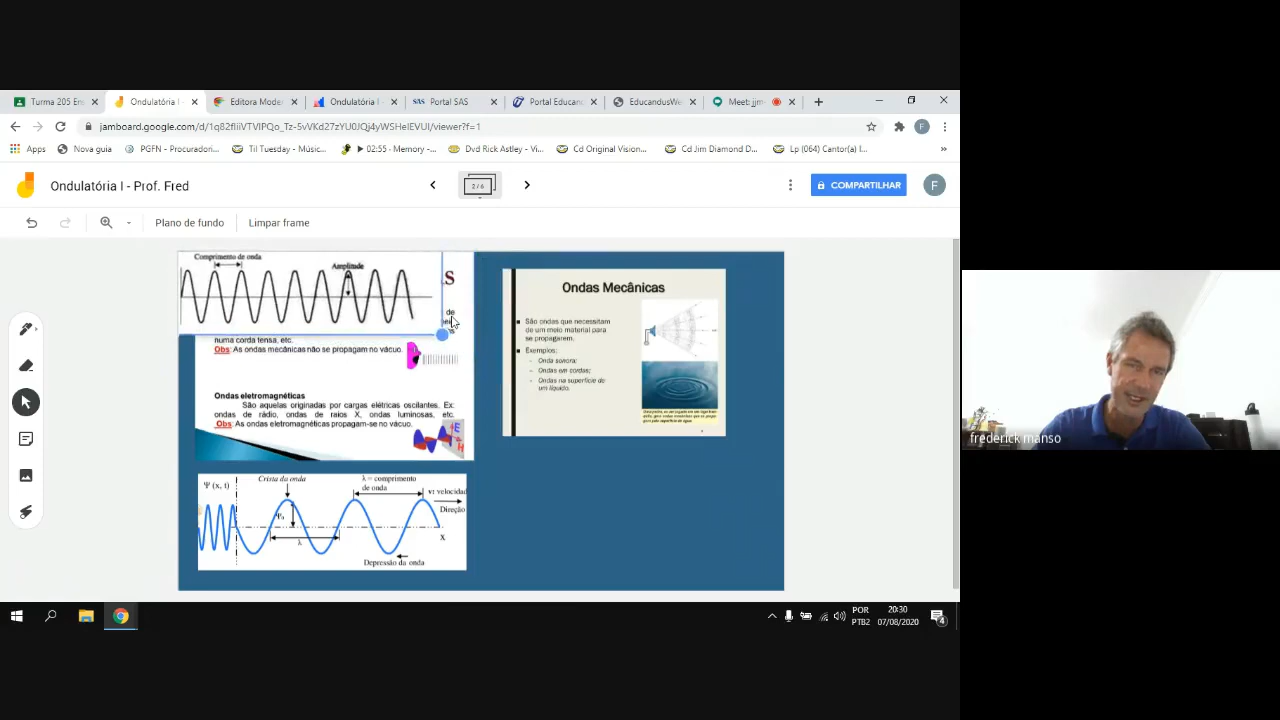 Turma 205 En
Ondulatória I -
Editora Mode
Ondulatória I -
Portal SAS
Portal Educan
EducandusWe
Meet: jjm
jamboard.google.com/d/
/viewer?f=1
Apps
Nova guia
PGFN - Procuradori...
Til Tuesday - Músic...
02:55 · Memory -...
Dvd Rick Astley - Vi...
Cd Original Vision...
Cd Jim Diamond D...
Lp (064) Cantor(a) I...
Ondulatória I - Prof. Fred
2 / 6
COMPARTILHAR
F
Plano de fundo
Limpar frame
Comprimento de onda
Amplitude
S
de
numa corda tensa, etc.
Obs: As ondas mecânicas não se propagam no vácuo.
Ondas eletromagnéticas
São aquelas originadas por cargas elétricas oscilantes. Ex:
ondas de rádio, ondas de raios X, ondas luminosas, etc.
Obs: As ondas eletromagnéticas propagam-se no vácuo.
E
H
Ψ (x, t)
Crista da onda
λ = comprimento
de onda
v: velocidad
Direção
λ
X
Depressão da onda
Ondas Mecânicas
São ondas que necessitam
de um meio material para
se propagarem.
Exemplos:
– Onda sonora;
– Ondas em cordas;
– Ondas na superfície de
um líquido.
frederick manso
POR
PTB2
20:30
07/08/2020
4